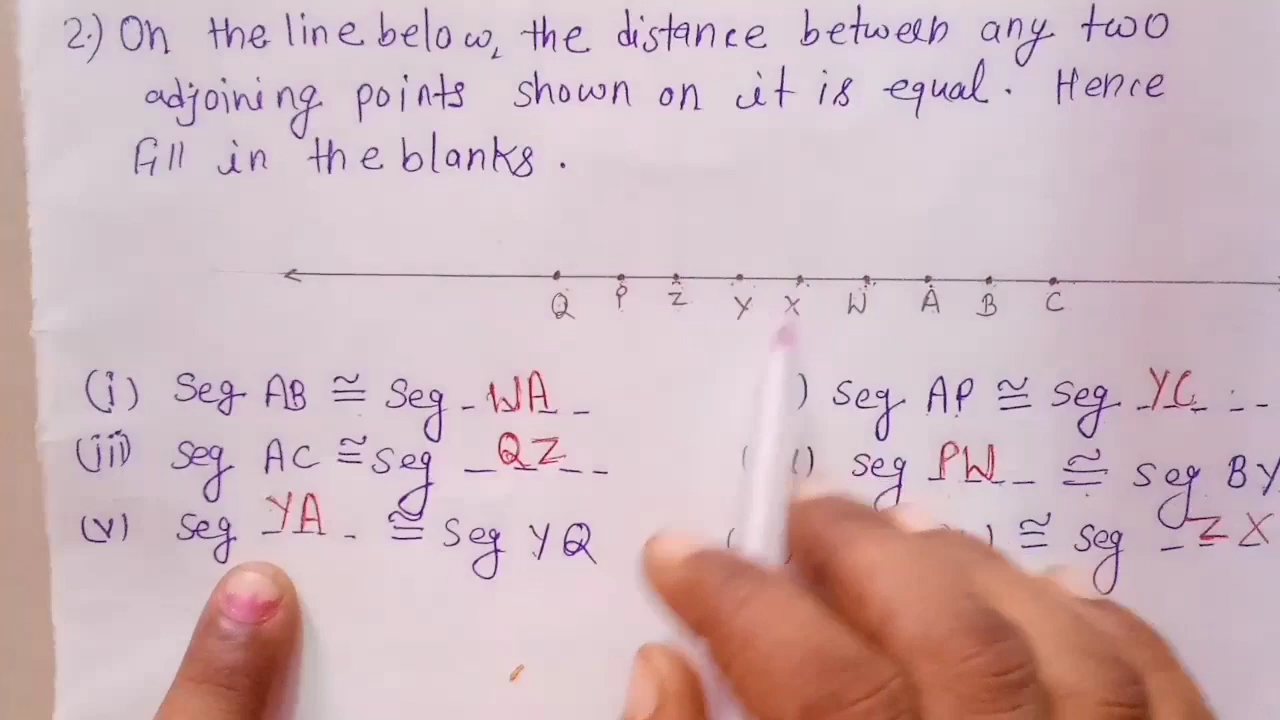 2.) On the line below, the distance between any two
adjoining points shown on it is equal. Hence
fill in the blanks.
Q P Z Y X W A B C
(i) Seg AB ≅ Seg WA ) Seg AP ≅ Seg YC
(iii) Seg AC ≅ Seg QZ ) Seg PW ≅ Seg BY
(v) Seg YA ≅ Seg YQ ) ≅ Seg ZX